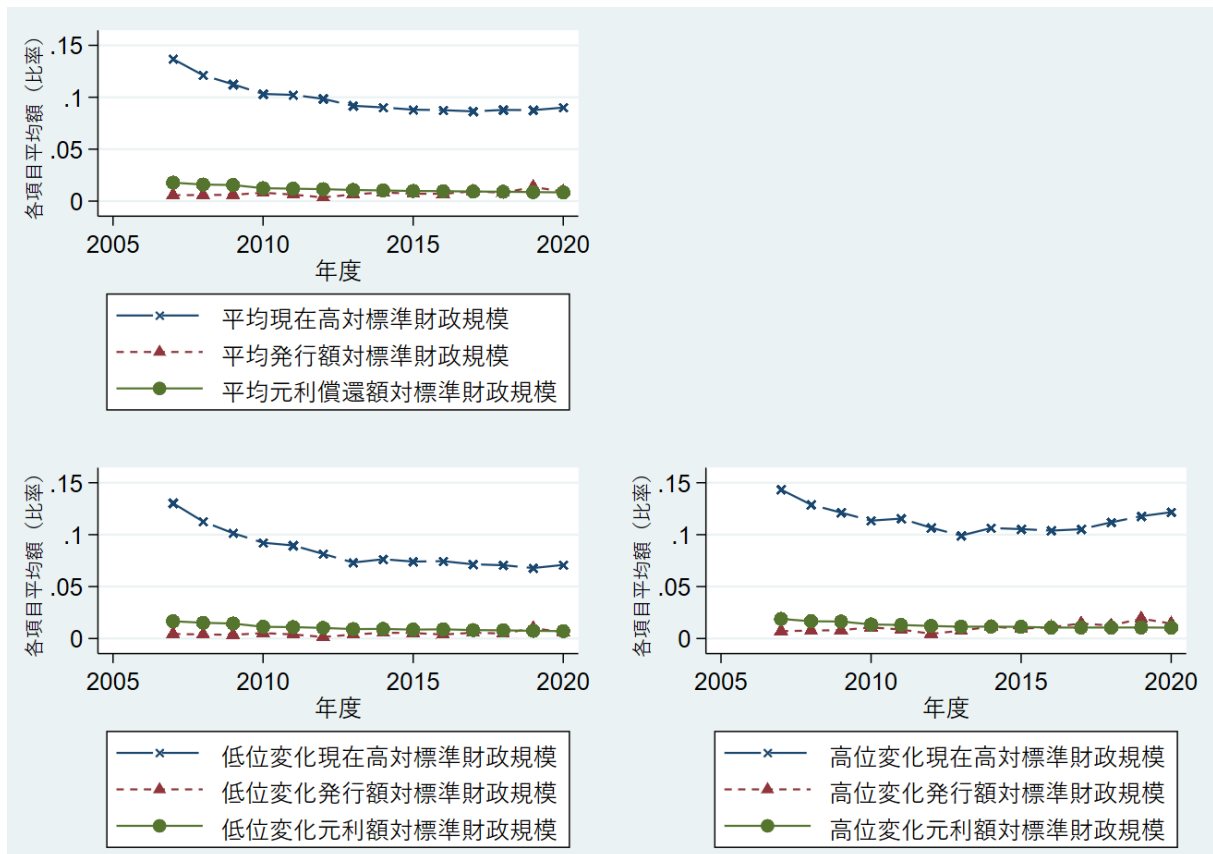 各項目平均額（比率）
.15
.1
.05
0
2005 2010 2015 2020
年度
平均現在高対標準財政規模
平均発行額対標準財政規模
平均元利償還額対標準財政規模
各項目平均額（比率）
.15
.1
.05
0
2005 2010 2015 2020
年度
低位変化現在高対標準財政規模
低位変化発行額対標準財政規模
低位変化元利額対標準財政規模
各項目平均額（比率）
.15
.1
.05
0
2005 2010 2015 2020
年度
高位変化現在高対標準財政規模
高位変化発行額対標準財政規模
高位変化元利額対標準財政規模